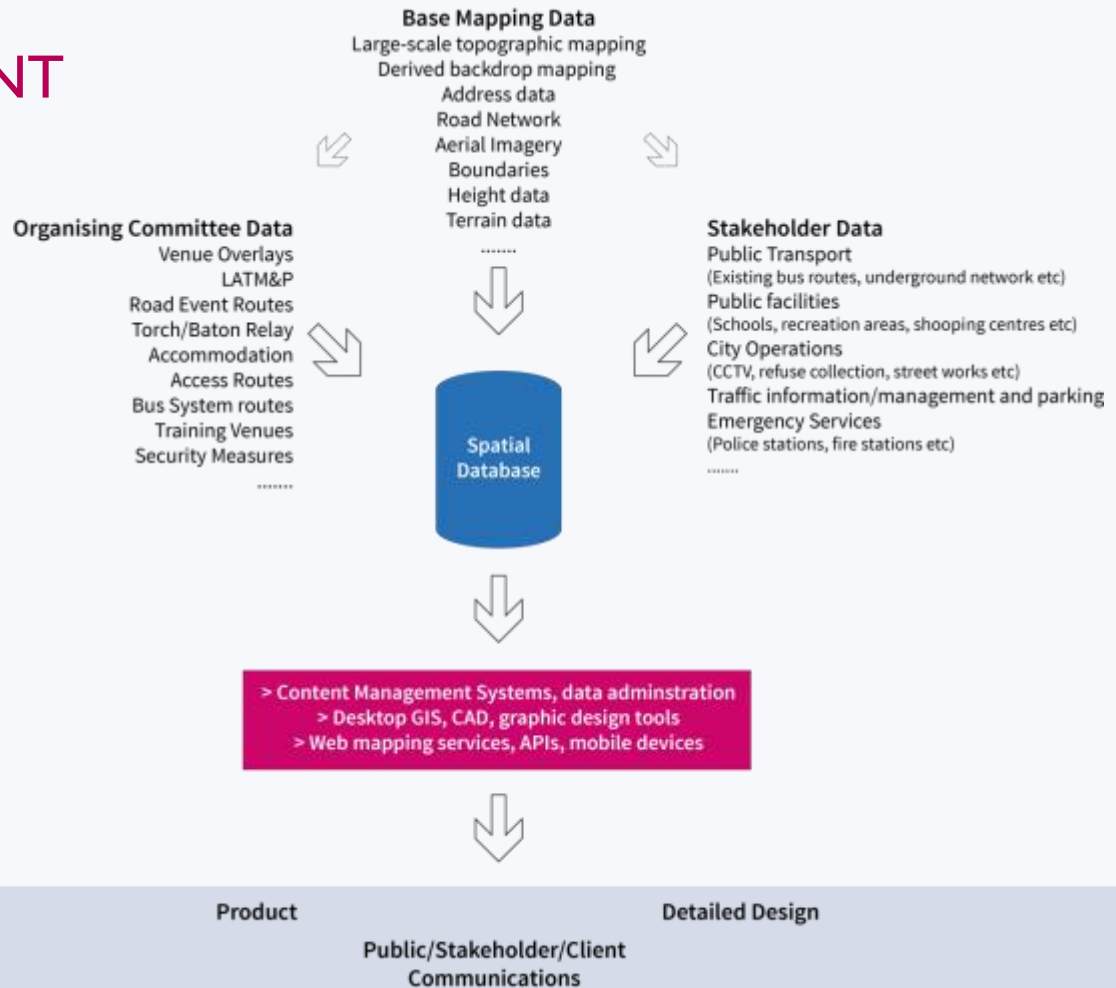 NT
Base Mapping Data
Large-scale topographic mapping
Derived backdrop mapping
Address data
Road Network
Aerial Imagery
Boundaries
Height data
Terrain data
........
Organising Committee Data
Venue Overlays
LATM&P
Road Event Routes
Torch/Baton Relay
Accommodation
Access Routes
Bus System routes
Training Venues
Security Measures
........
Stakeholder Data
Public Transport
(Existing bus routes, underground network etc)
Public facilities
(Schools, recreation areas, shooping centres etc)
City Operations
(CCTV, refuse collection, street works etc)
Traffic information/management and parking
Emergency Services
(Police stations, fire stations etc)
........
Spatial
Database
> Content Management Systems, data adminstration
> Desktop GIS, CAD, graphic design tools
> Web mapping services, APIs, mobile devices
Product
Detailed Design
Public/Stakeholder/Client
Communications